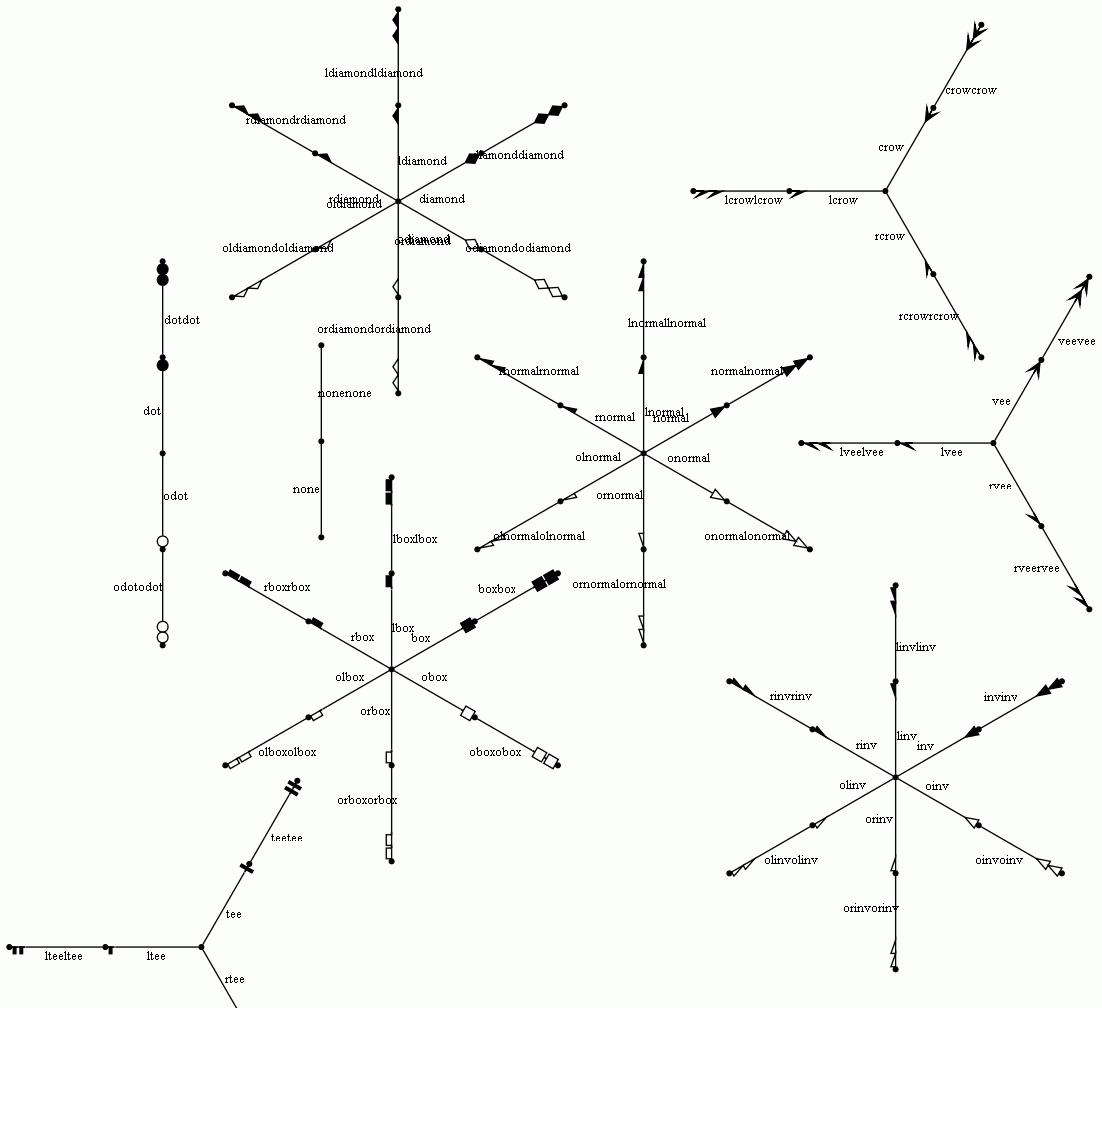 ldiamondldiamond
crowcrow
rdiamondrdiamond
crow
diamonddiamond
ldiamond
rdiamond
diamond
oldiamond
lcrowlcrow
lcrow
rcrow
odiamond
ordiamond
oldiamondoldiamond
odiamondodiamond
rcrowrcrow
dotdot
lnormallnormal
ordiamondordiamond
veevee
rnormalrnormal
normalnormal
nonenone
vee
dot
rnormal
lnormal
normal
lveelvee
lvee
olnormal
onormal
rvee
none
odot
ornormal
lboxlbox
olnormalolnormal
onormalonormal
rveervee
odotodot
rboxrbox
boxbox
ornormalornormal
lbox
rbox
box
linvlinv
olbox
obox
rinvrinv
invinv
orbox
linv
rinv
inv
olboxolbox
oboxobox
olinv
oinv
orboxorbox
orinv
teetee
olinvolinv
oinvoinv
orinvorinv
tee
lteeltee
ltee
rtee